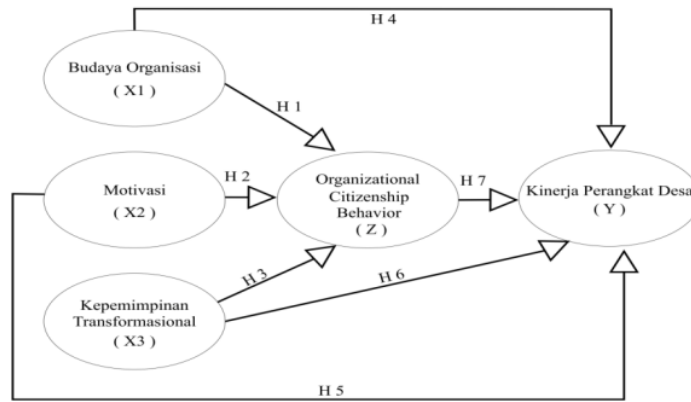 H 4
Budaya Organisasi
( X1 )
H 1
Motivasi
( X2 )
H 2
Organizational
Citizenship
Behavior
( Z )
H 7
Kinerja Perangkat Desa
( Y )
H 3
H 6
Kepemimpinan
Transformasional
( X3 )
H 5